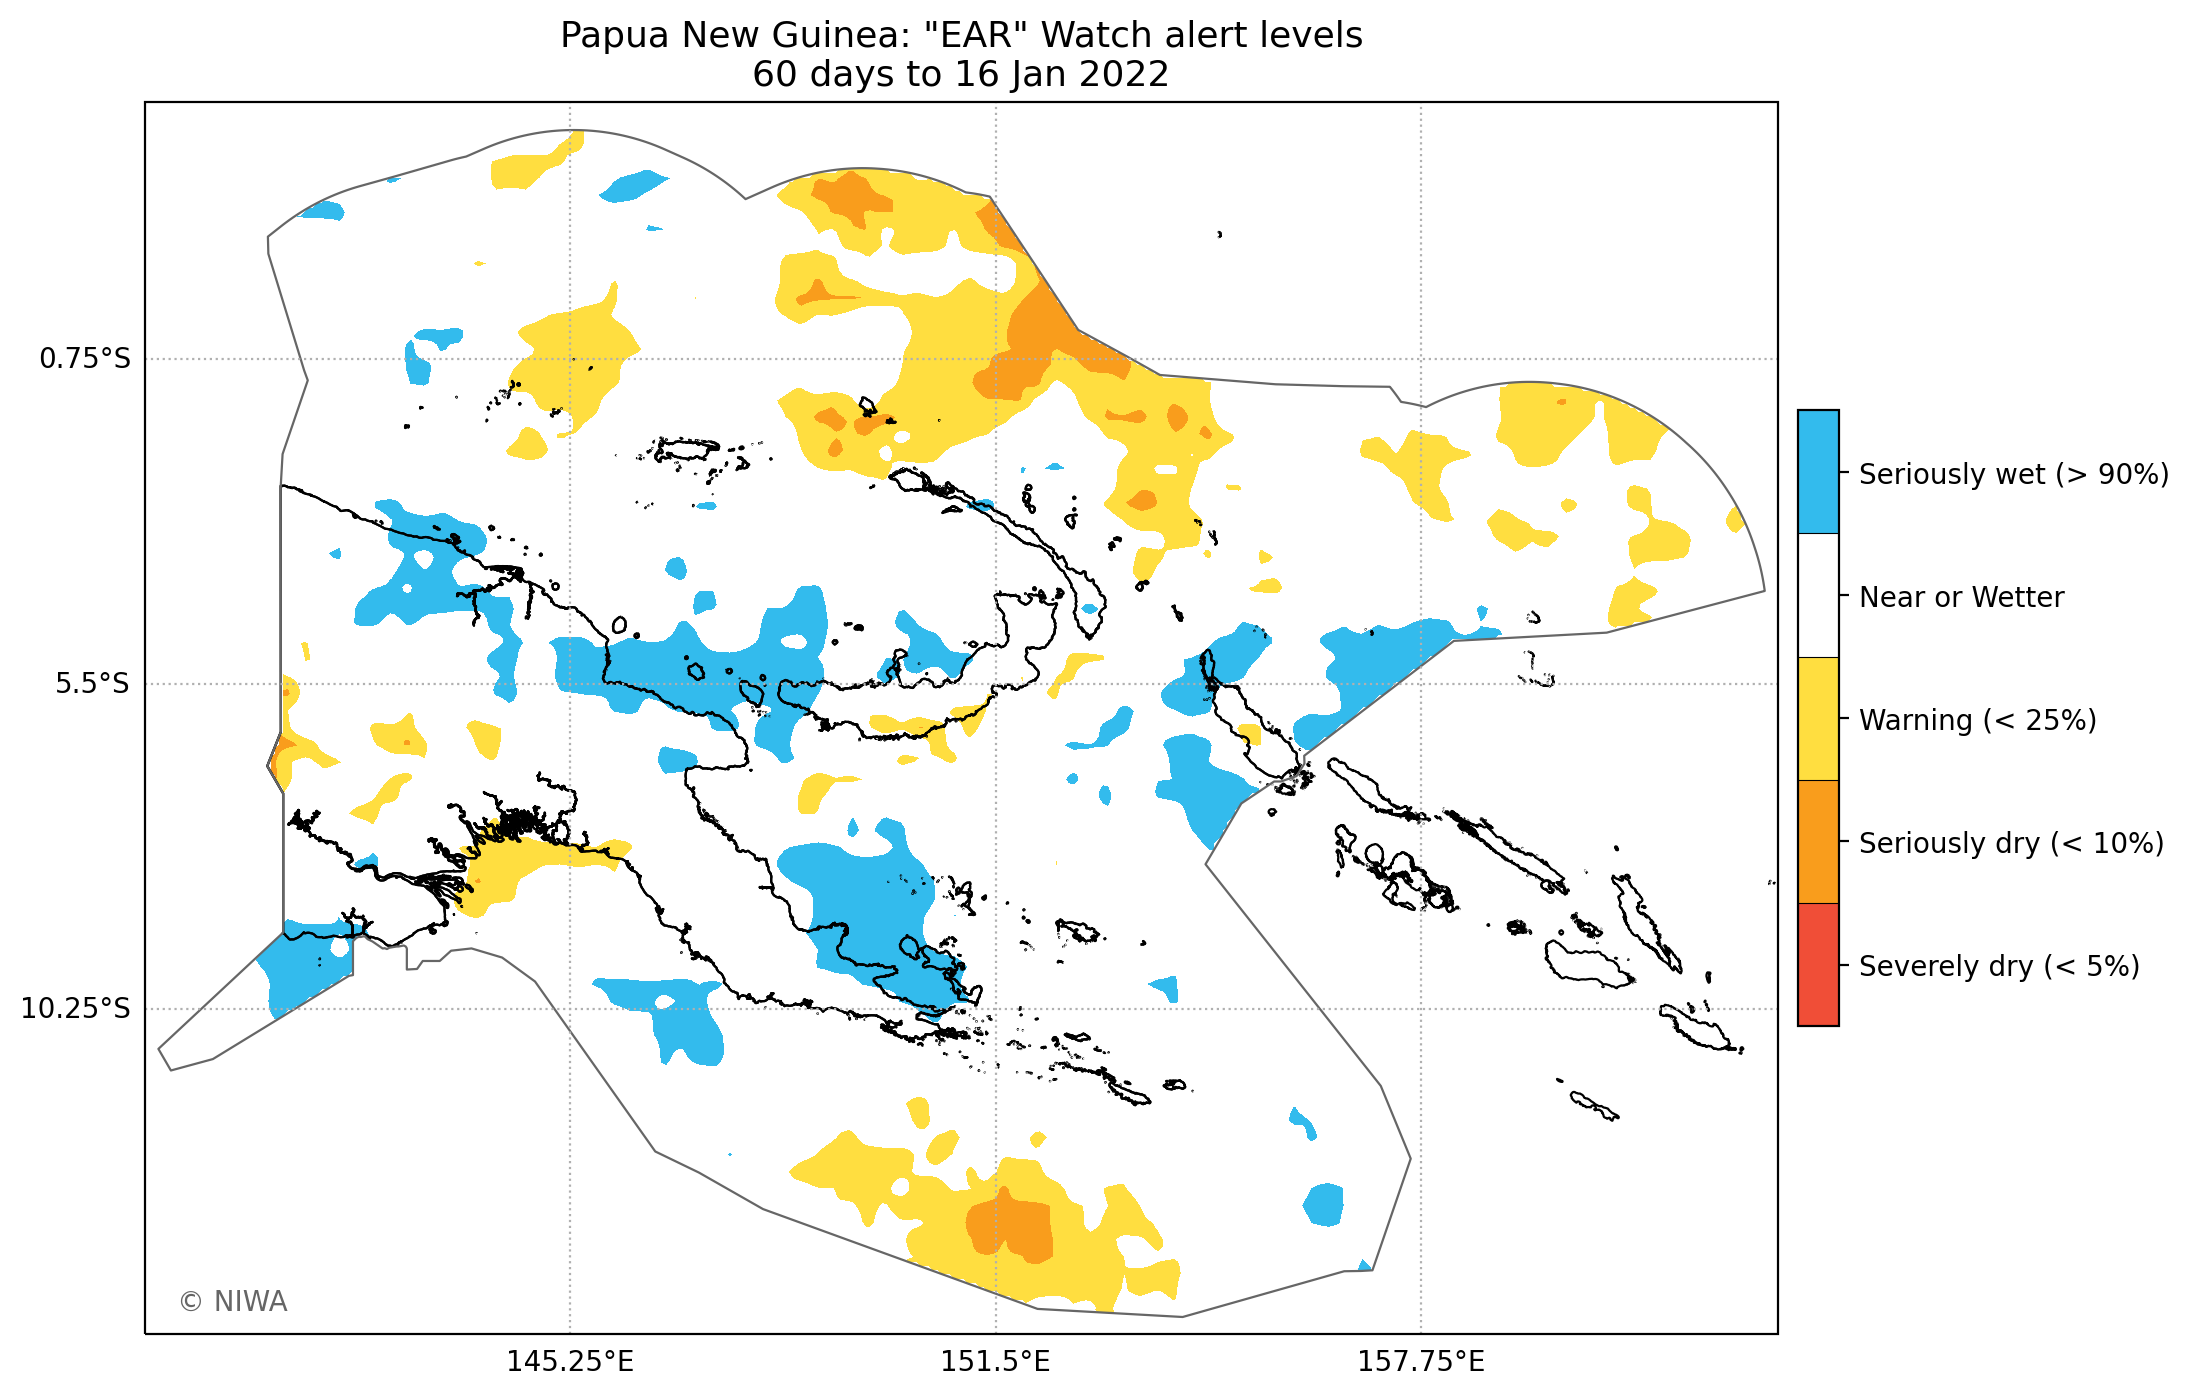 Papua New Guinea: "EAR" Watch alert levels
60 days to 16 Jan 2022
0.75°S
5.5°S
10.25°S
145.25°E
151.5°E
157.75°E
Seriously wet (> 90%)
Near or Wetter
Warning (< 25%)
Seriously dry (< 10%)
Severely dry (< 5%)
© NIWA